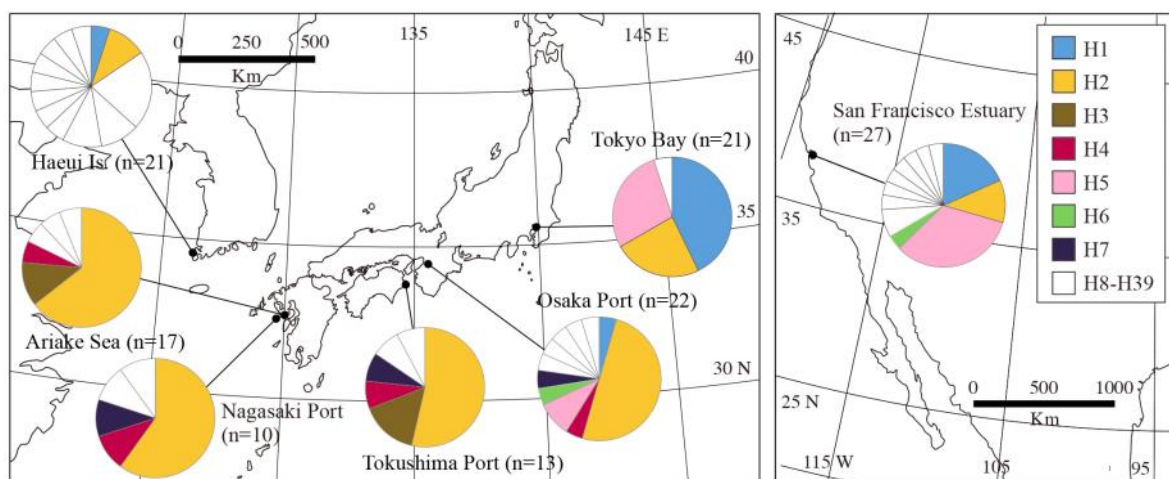 0 250 500
Km
135
145 E
40
35
30 N
Haeui Is. (n=21)
Tokyo Bay (n=21)
Ariake Sea (n=17)
Osaka Port (n=22)
Nagasaki Port
(n=10)
Tokushima Port (n=13)
45
35
25 N
115 W
105
95
San Francisco Estuary
(n=27)
0 500 1000
Km
H1
H2
H3
H4
H5
H6
H7
H8-H39